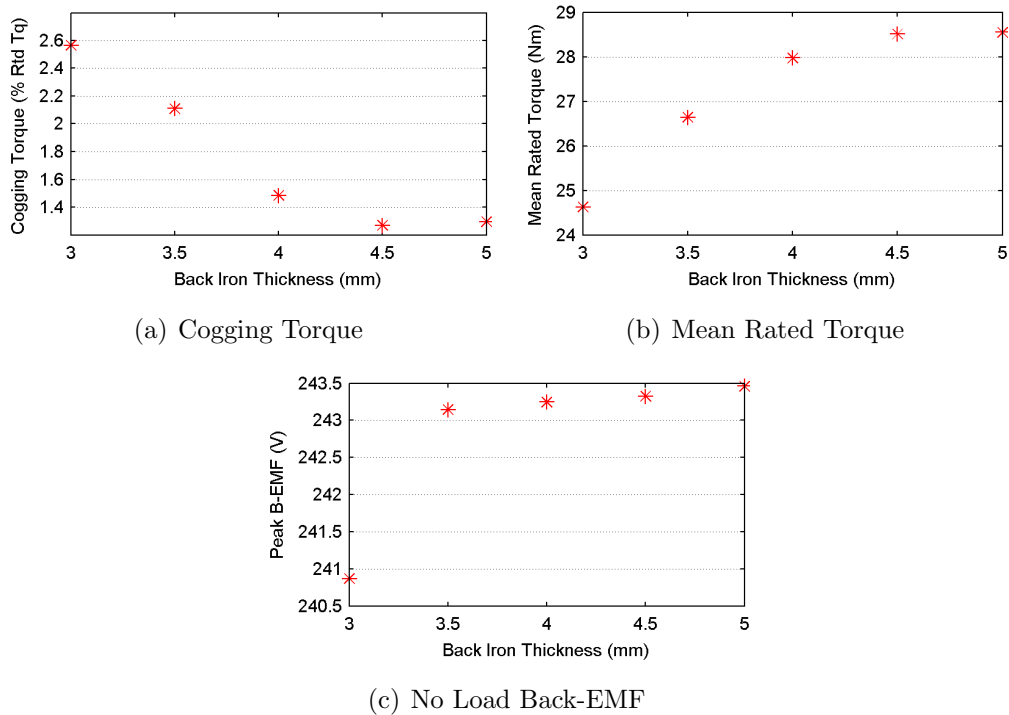 Cogging Torque (% Rtd Tq)
2.6
2.4
2.2
2
1.8
1.6
1.4
3 3.5 4 4.5 5
Back Iron Thickness (mm)
(a) Cogging Torque
Mean Rated Torque (Nm)
29
28
27
26
25
24
3 3.5 4 4.5 5
Back Iron Thickness (mm)
(b) Mean Rated Torque
Peak B-EMF (V)
243.5
243
242.5
242
241.5
241
240.5
3 3.5 4 4.5 5
Back Iron Thickness (mm)
(c) No Load Back-EMF